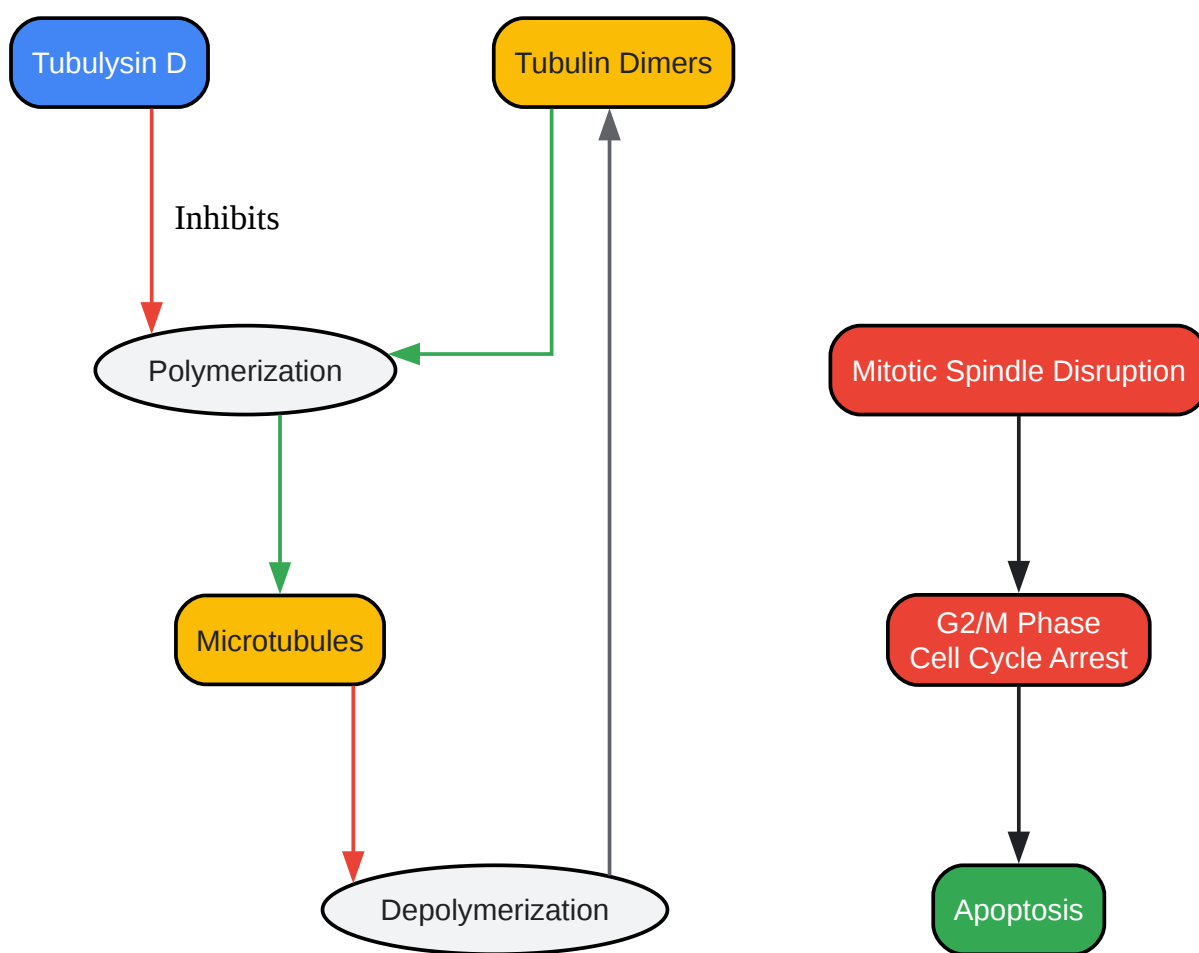 Tubulysin D
Tubulin Dimers
Inhibits
Polymerization
Mitotic Spindle Disruption
Microtubules
G2/M Phase
Cell Cycle Arrest
Depolymerization
Apoptosis